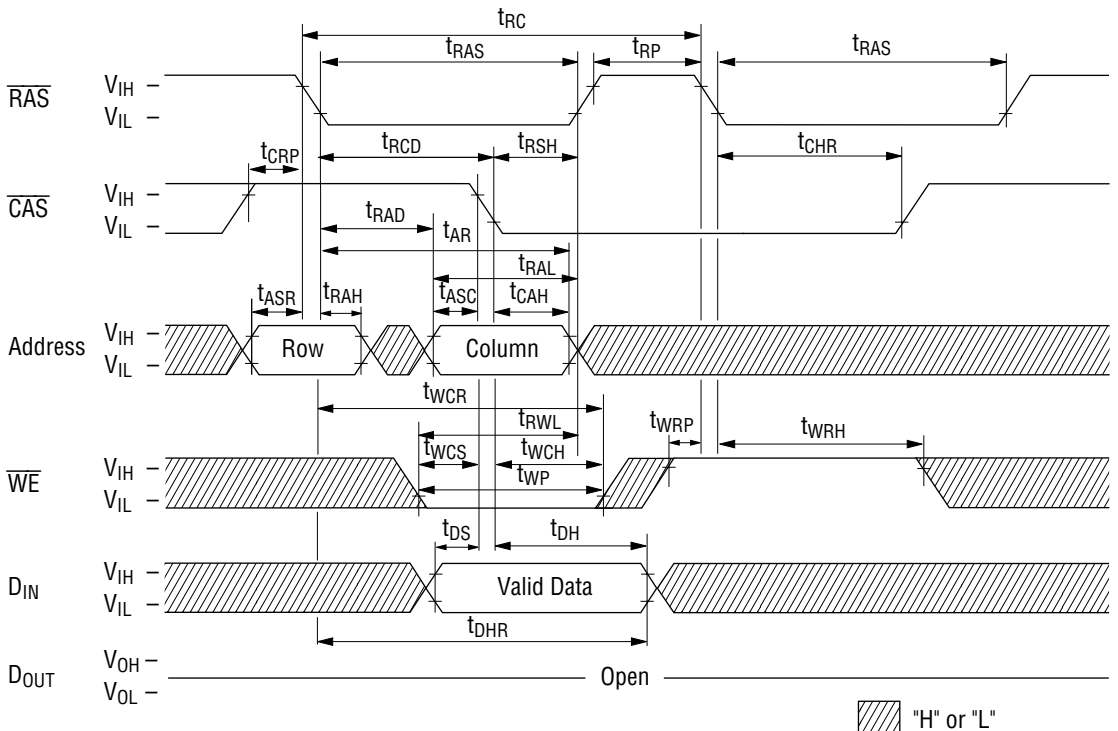 tRC
tRAS tRP tRAS
RAS VIH –
VIL –
tRCD tRSH tCHR
tCRP
CAS VIH –
VIL –
tRAD
tAR
tRAL
tASR tRAH tASC tCAH
Address VIH –
VIL –
Row Column
tWCR
tRWL tWRP tWRH
tWCS tWCH
WE VIH –
VIL –
tWP
tDS tDH
DIN VIH –
VIL –
Valid Data
tDHR
DOUT VOH –
VOL –
Open
"H" or "L"